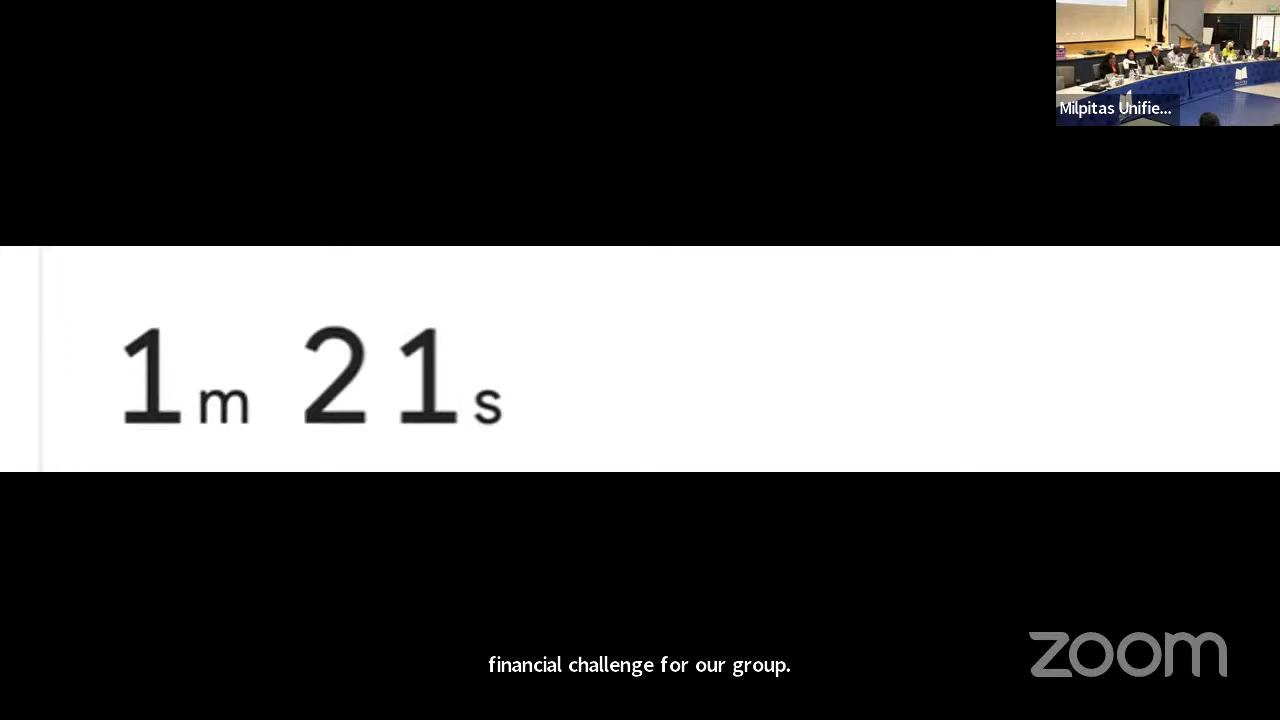 Milpitas Unifie...
1m 21s
financial challenge for our group.
zoom